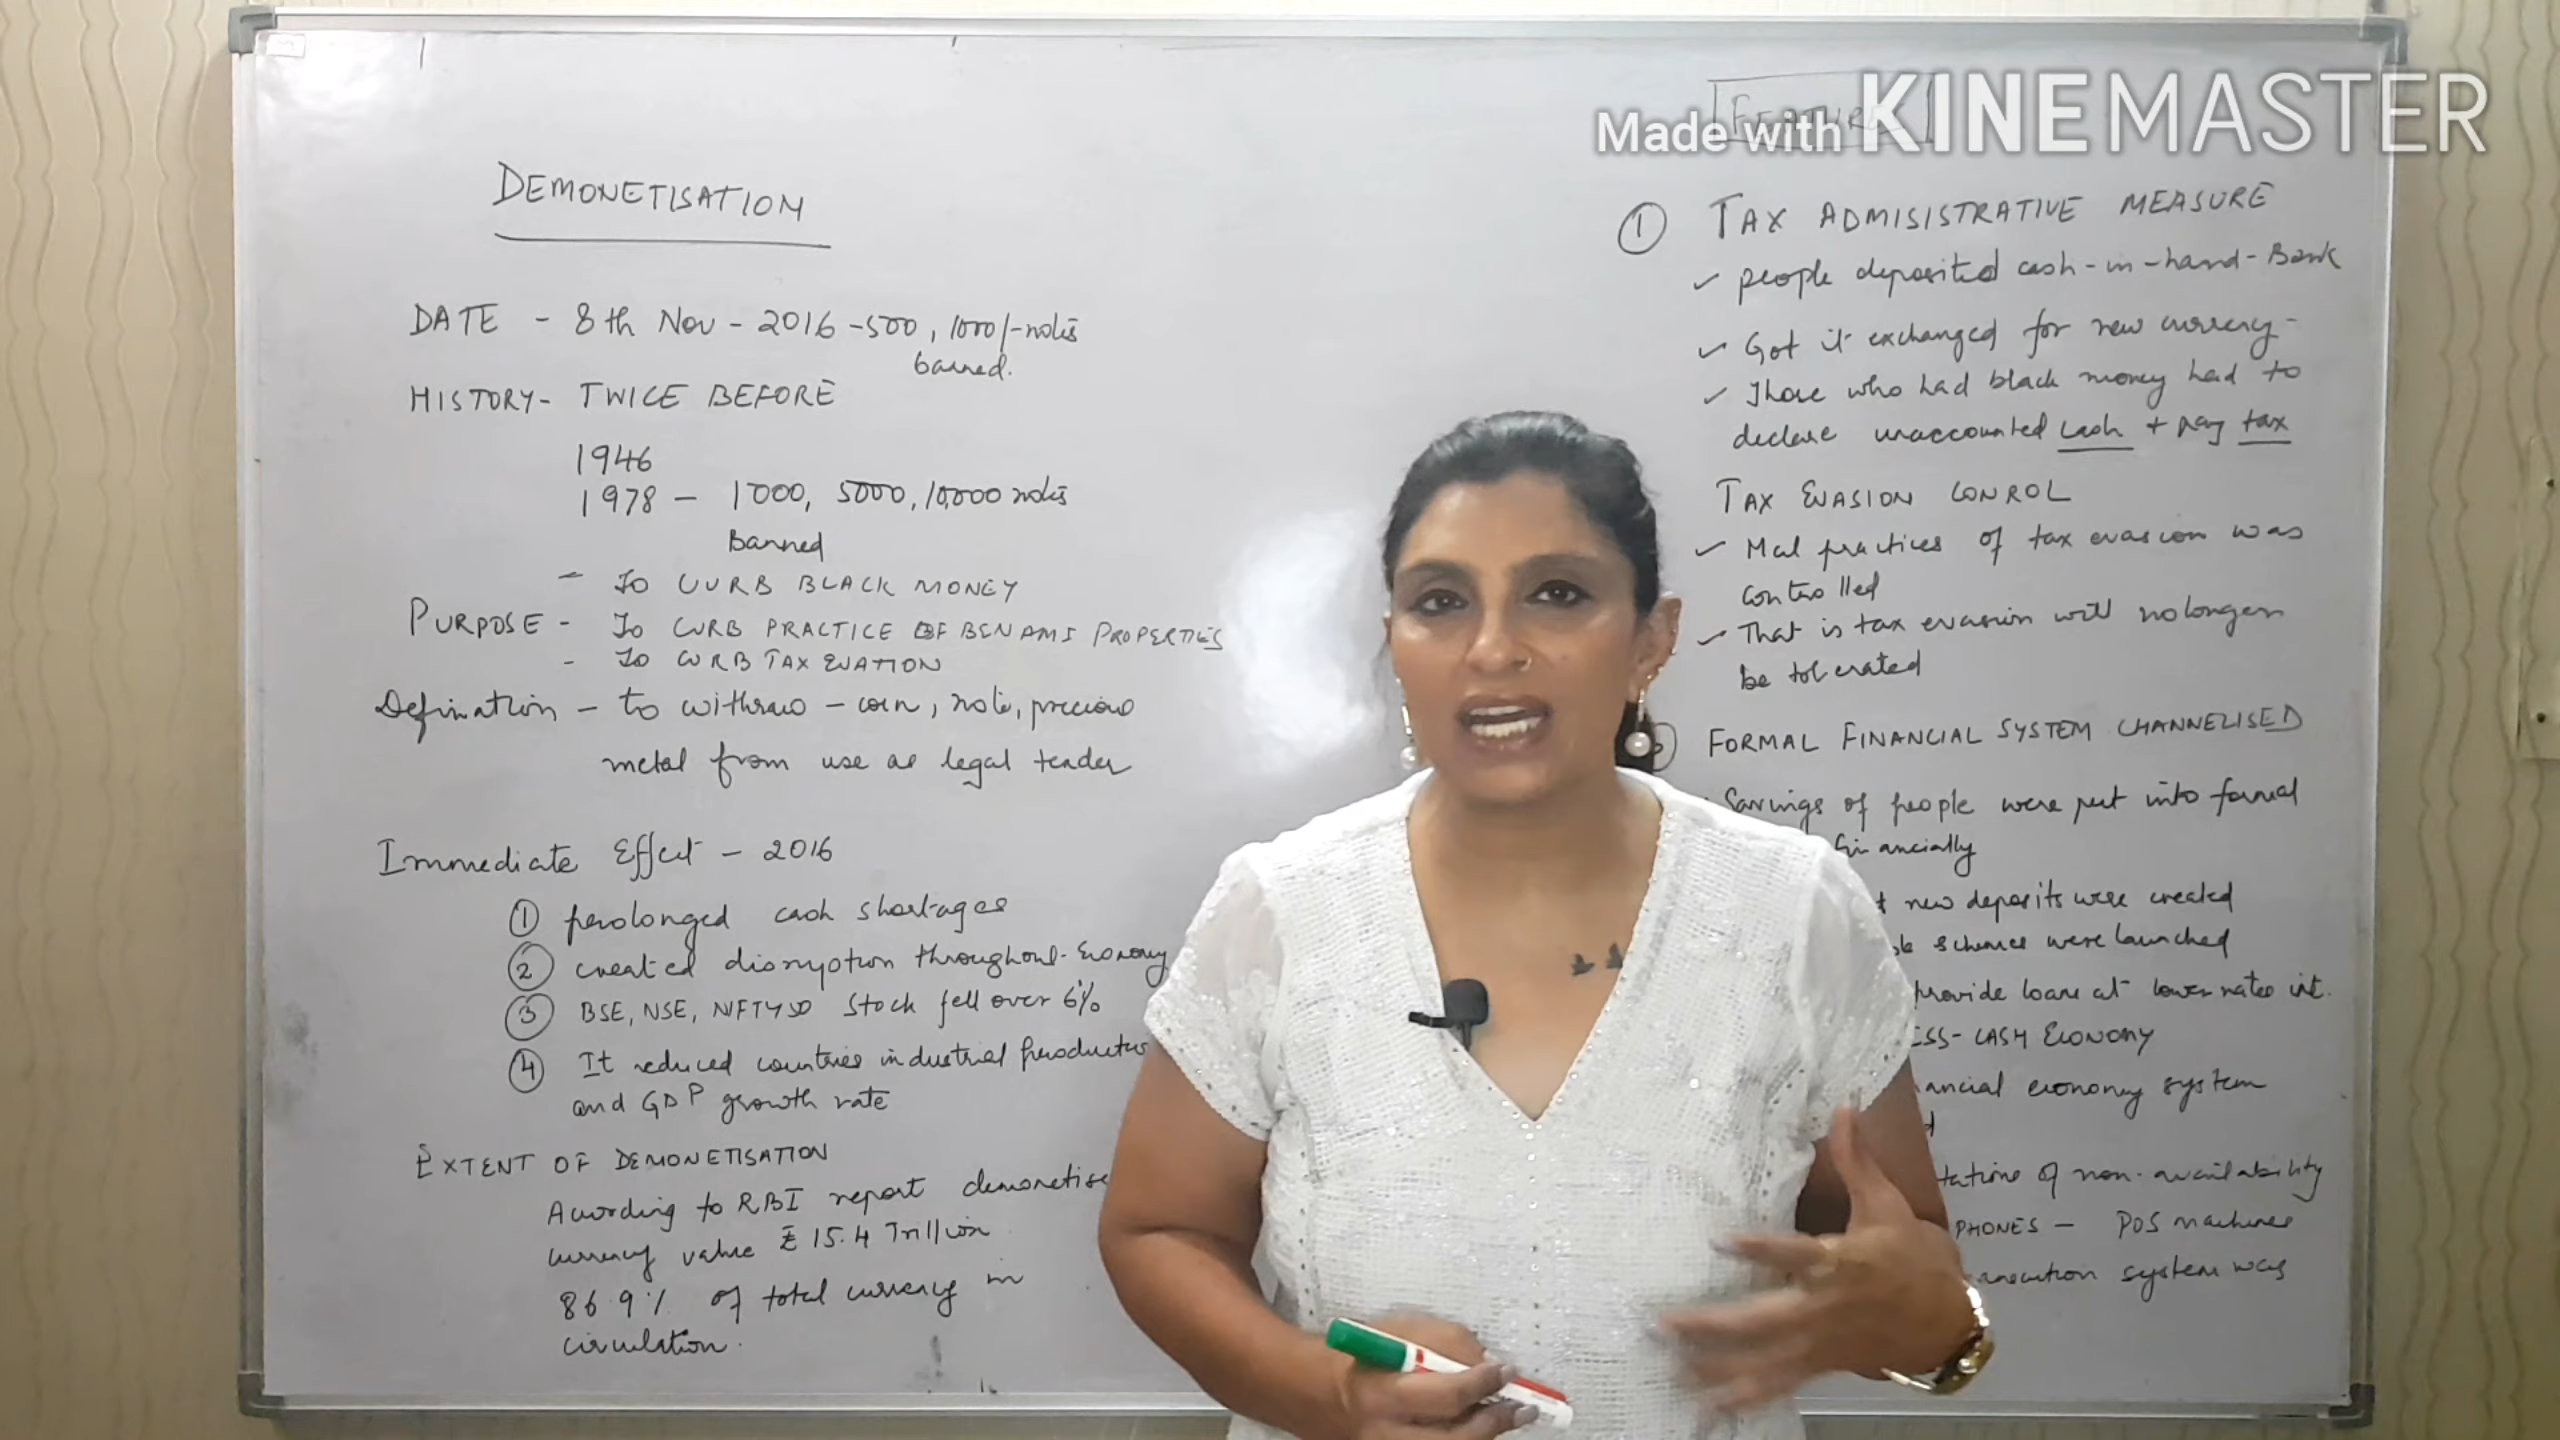 Made with KINEMASTER
DEMONETISATION
DATE - 8th Nov - 2016 - 500, 1000/- notes
banned.
HISTORY - TWICE BEFORE
1946
1978 - 1000, 5000, 10,000 notes
Banned
- To CURB BLACK MONEY
PURPOSE - To CURB PRACTICE OF BENAMI PROPERTIES
- To CURB TAX EVATION
Defination - to withraw - coin, note, precious
metal from use as legal tender
Immediate Effect - 2016
① prolonged cash shortages
② created disruption throughout Economy
③ BSE, NSE, NIFTY 50 Stock fell over 6%
④ It reduced countries industrial
and GDP growth rate
EXTENT OF DEMONETISATION
According to RBI report demonetise
currency value ₹ 15.4 Trillion
86.9% of total currency in
circulation.
FEATURE
① TAX ADMISISTRATIVE MEASURE
✓ people deposited cash-in-hand-Bank
✓ Got it exchanged for new currency-
✓ Those who had black money had to
declare unaccounted cash + pay tax
TAX EVASION CONROL
✓ Mal practices of tax evasion was
controlled
✓ That is tax evasion will no longer
be tolerated
FORMAL FINANCIAL SYSTEM CHANNELISED
Savings of people were put into formal
new deposits were created
schemes were launched
provide loans at lower rates int.
CASH ECONOMY
economy system
of non-availability
PHONES - POS machines
system was